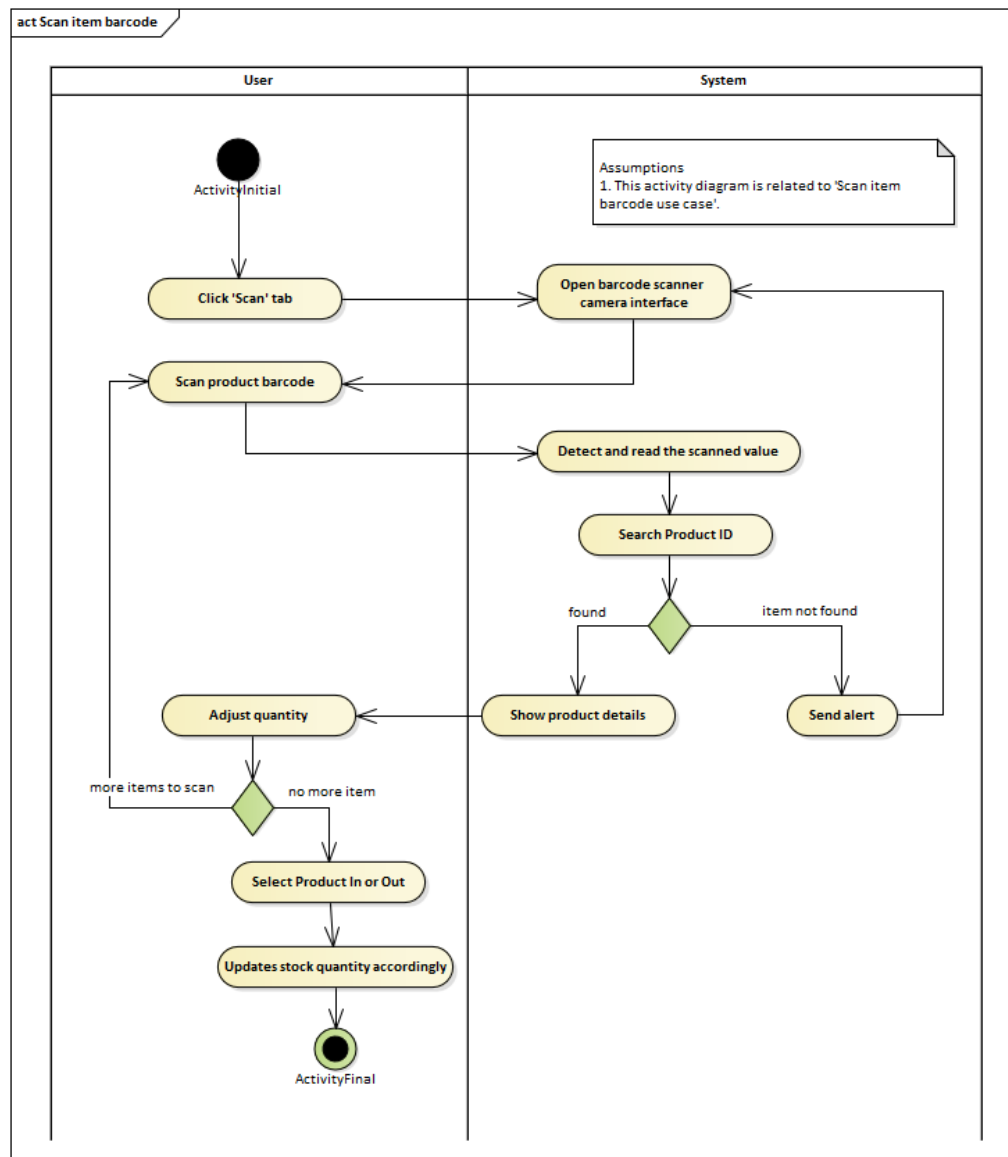 act Scan item barcode
User
System
ActivityInitial
Assumptions
1. This activity diagram is related to 'Scan item
barcode use case'.
Click 'Scan' tab
Open barcode scanner
camera interface
Scan product barcode
Detect and read the scanned value
Search Product ID
found
item not found
Adjust quantity
Show product details
Send alert
more items to scan
no more item
Select Product In or Out
Updates stock quantity accordingly
ActivityFinal